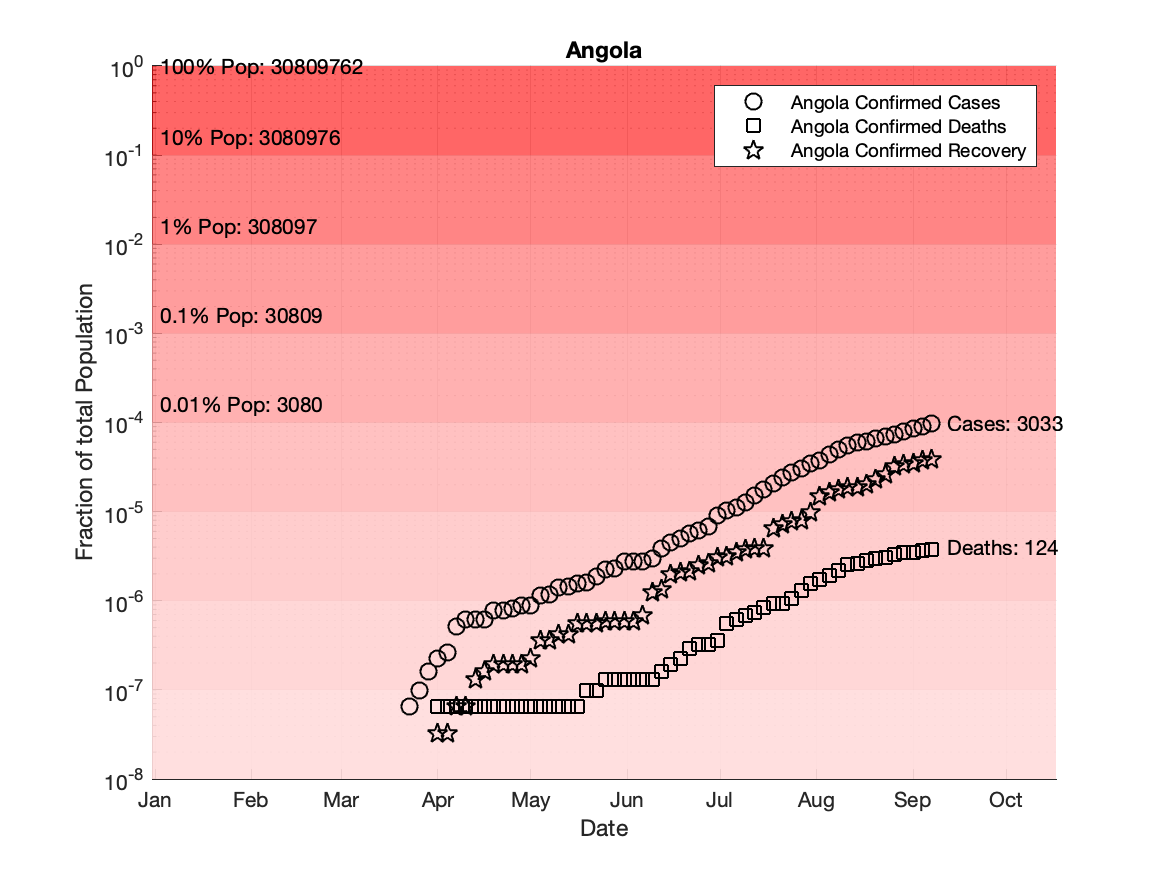 Angola
10^0
100% Pop: 30809762
Angola Confirmed Cases
Angola Confirmed Deaths
Angola Confirmed Recovery
10% Pop: 3080976
10^-1
1% Pop: 308097
10^-2
0.1% Pop: 30809
10^-3
0.01% Pop: 3080
10^-4
Cases: 3033
10^-5
Deaths: 124
10^-6
10^-7
10^-8
Fraction of total Population
Jan Feb Mar Apr May Jun Jul Aug Sep Oct
Date